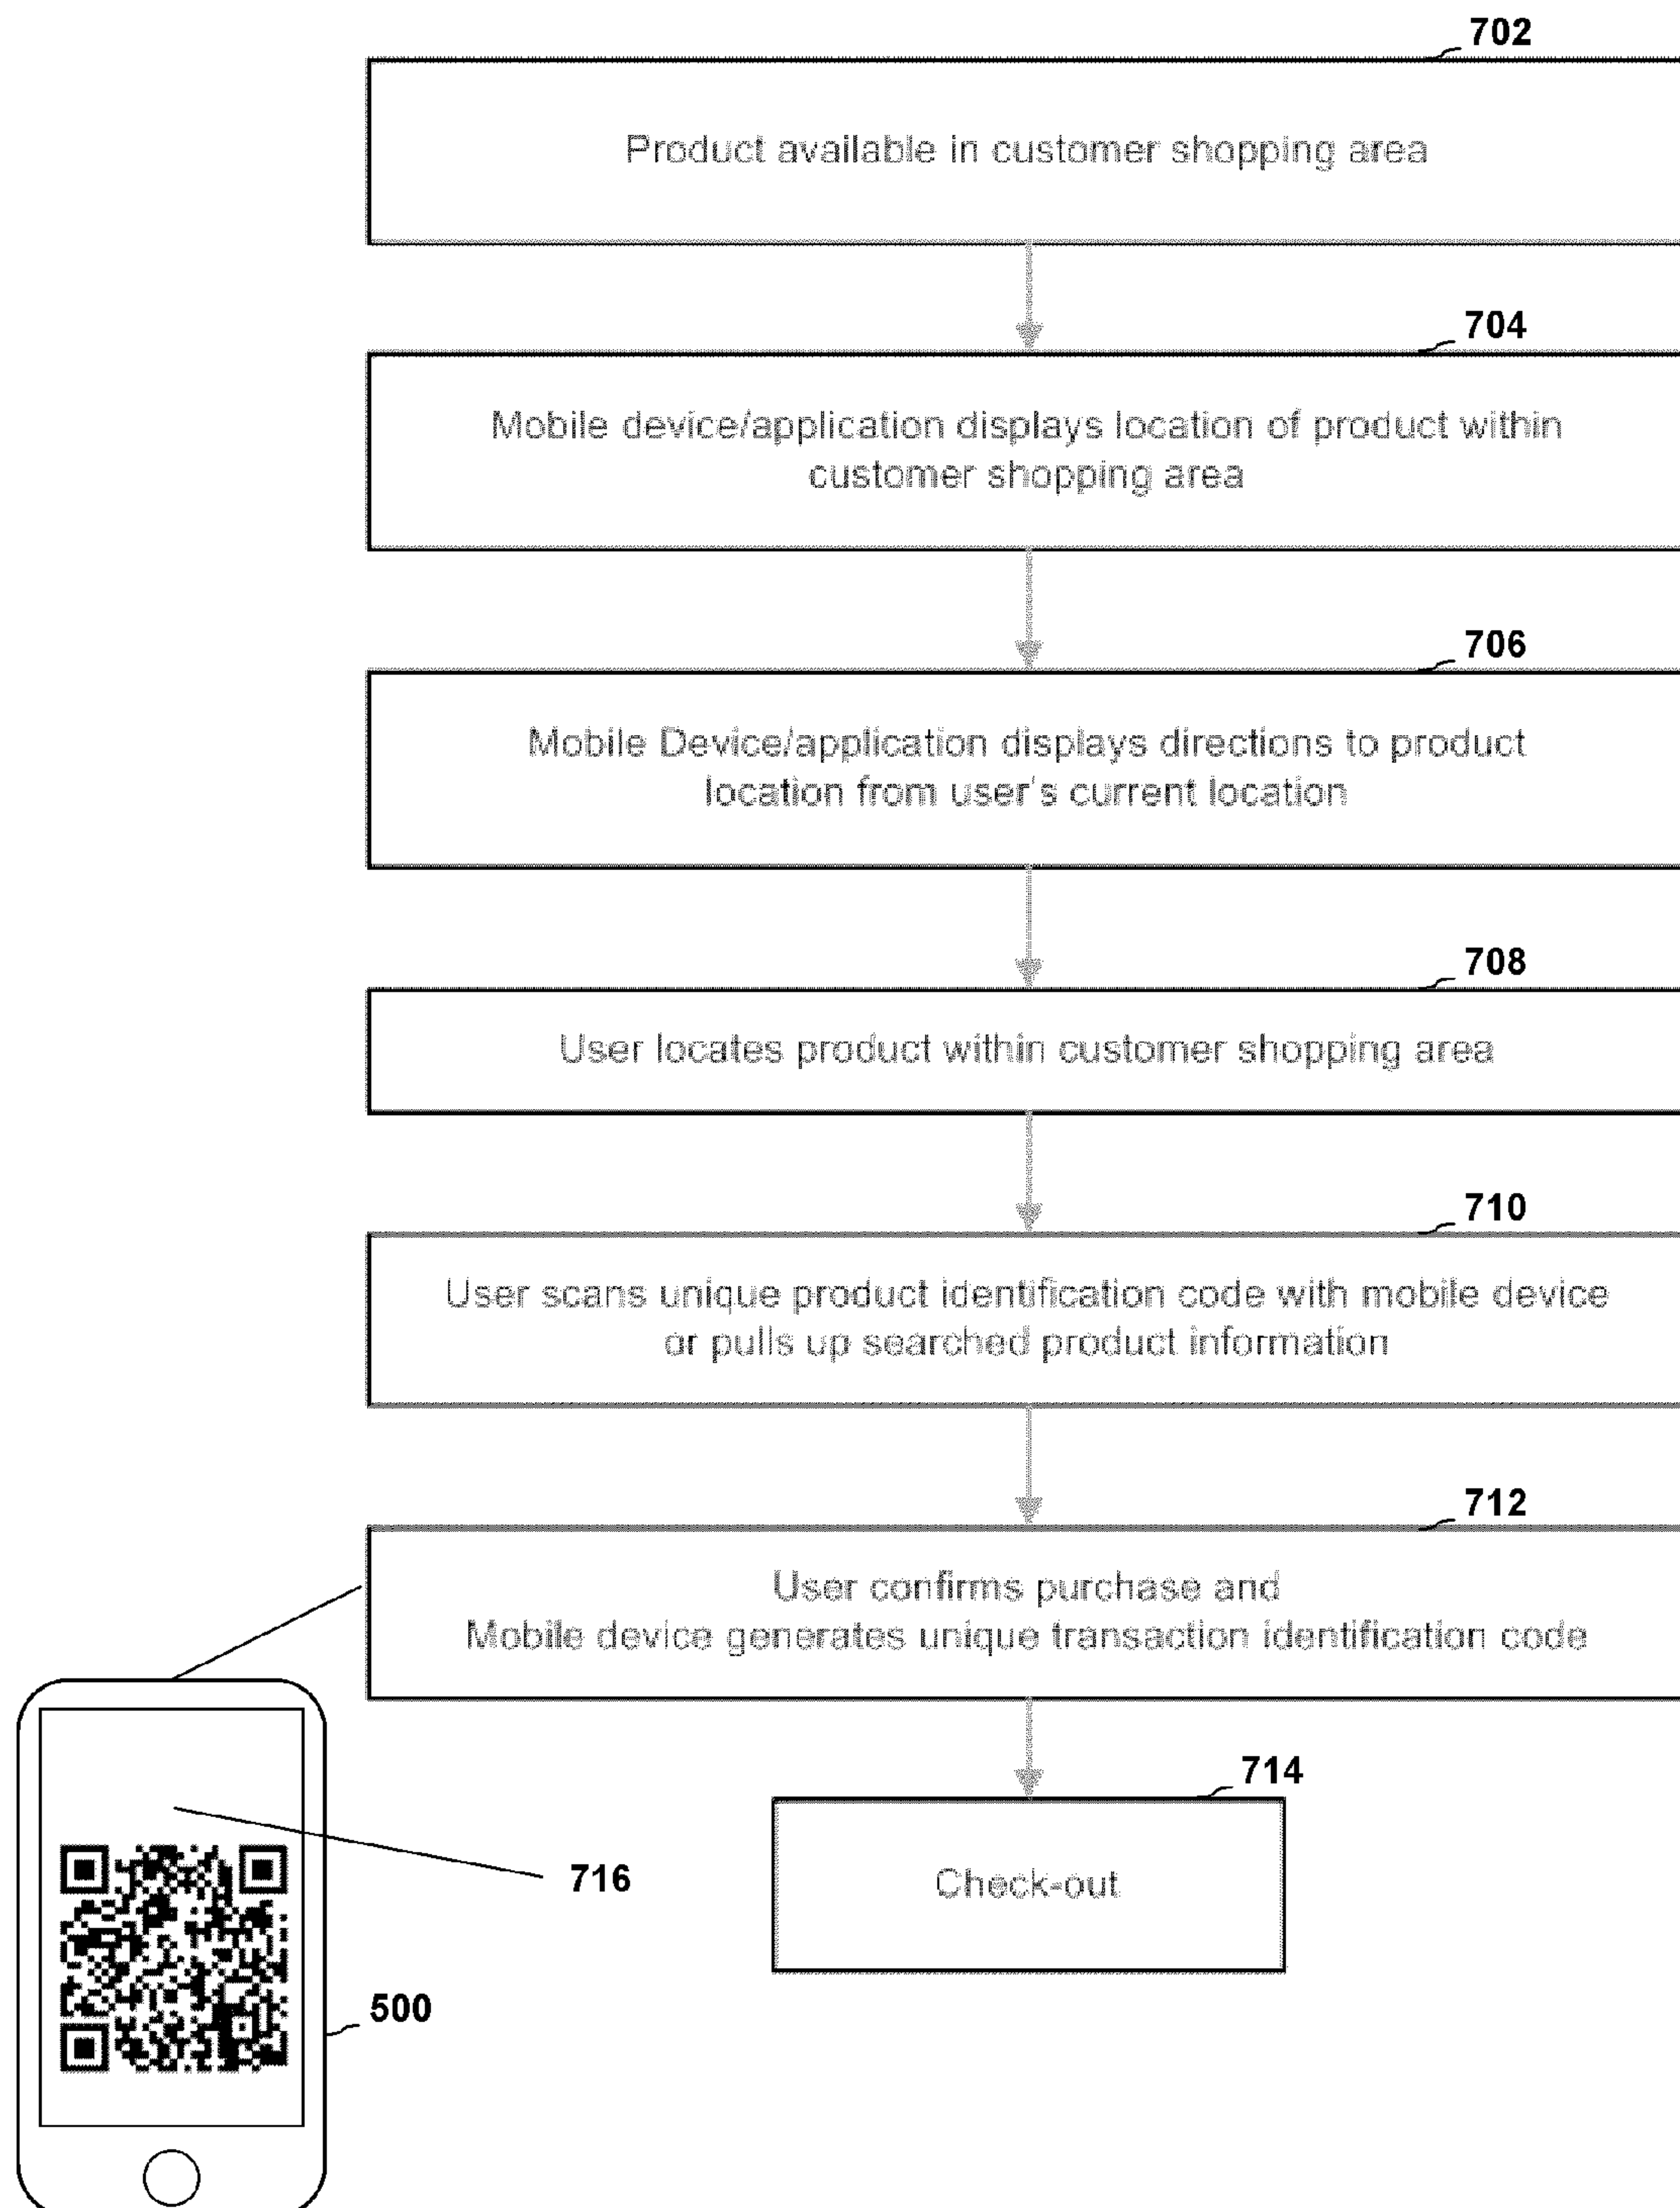 702
Product available in customer shopping area
704
Mobile device/application displays location of product within
customer shopping area
706
Mobile Device/application displays directions to product
location from user's current location
708
User locates product within customer shopping area
710
User scans unique product identification code with mobile device
or pulls up searched product information
712
User confirms purchase and
Mobile device generates unique transaction identification code
714
Check-out
716
500